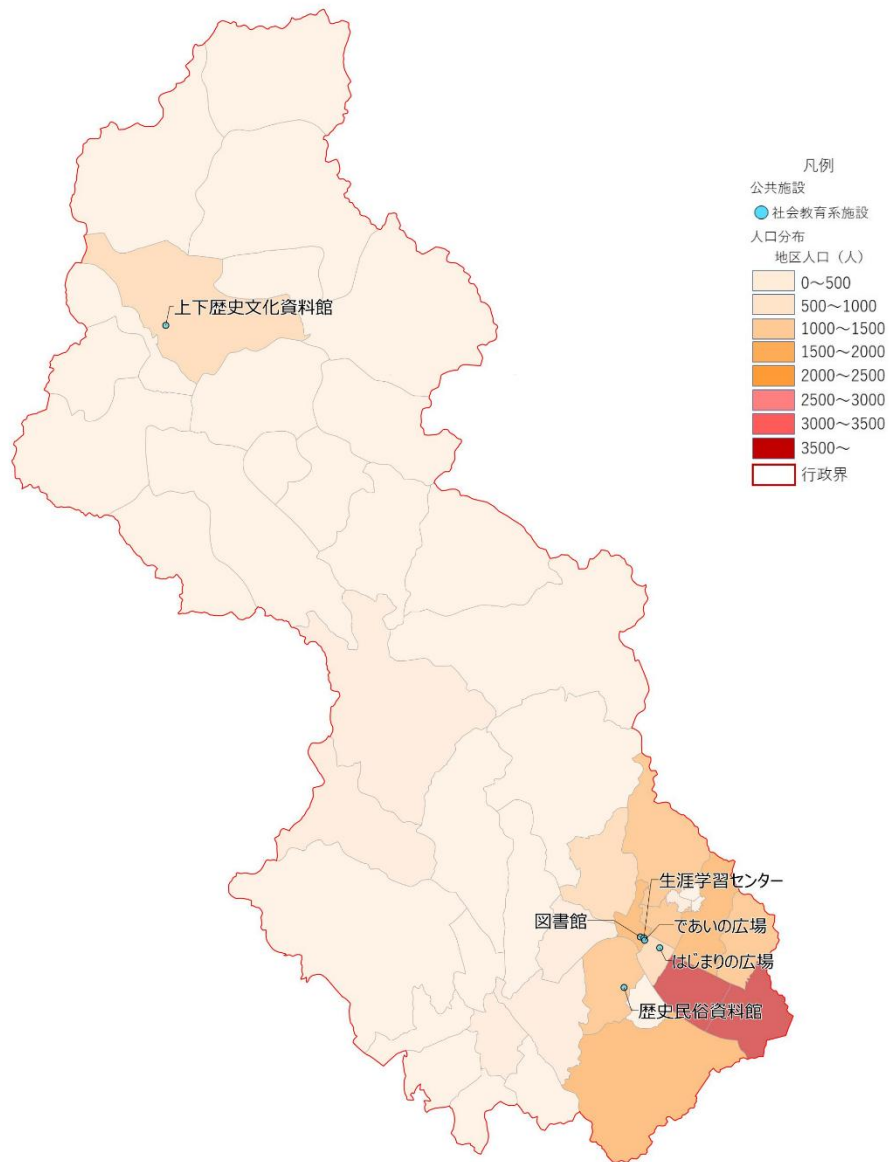 凡例
公共施設
社会教育系施設
人口分布
地区人口（人）
0～500
500～1000
1000～1500
1500～2000
2000～2500
2500～3000
3000～3500
3500～
行政界
上下歴史文化資料館
生涯学習センター
図書館
であいの広場
はじまりの広場
歴史民俗資料館